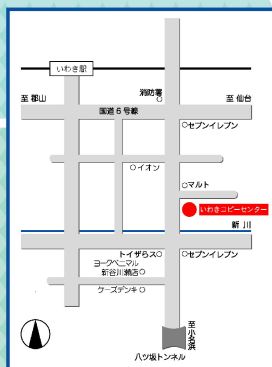 いわき駅
至 郡山
消防署
至 仙台
国道6号線
セブンイレブン
イオン
マルト
いわきコピーセンター
新 川
トイザらス
セブンイレブン
ヨークベニマル
新谷川瀬店
ケーズデンキ
至小名浜
八ツ坂トンネル